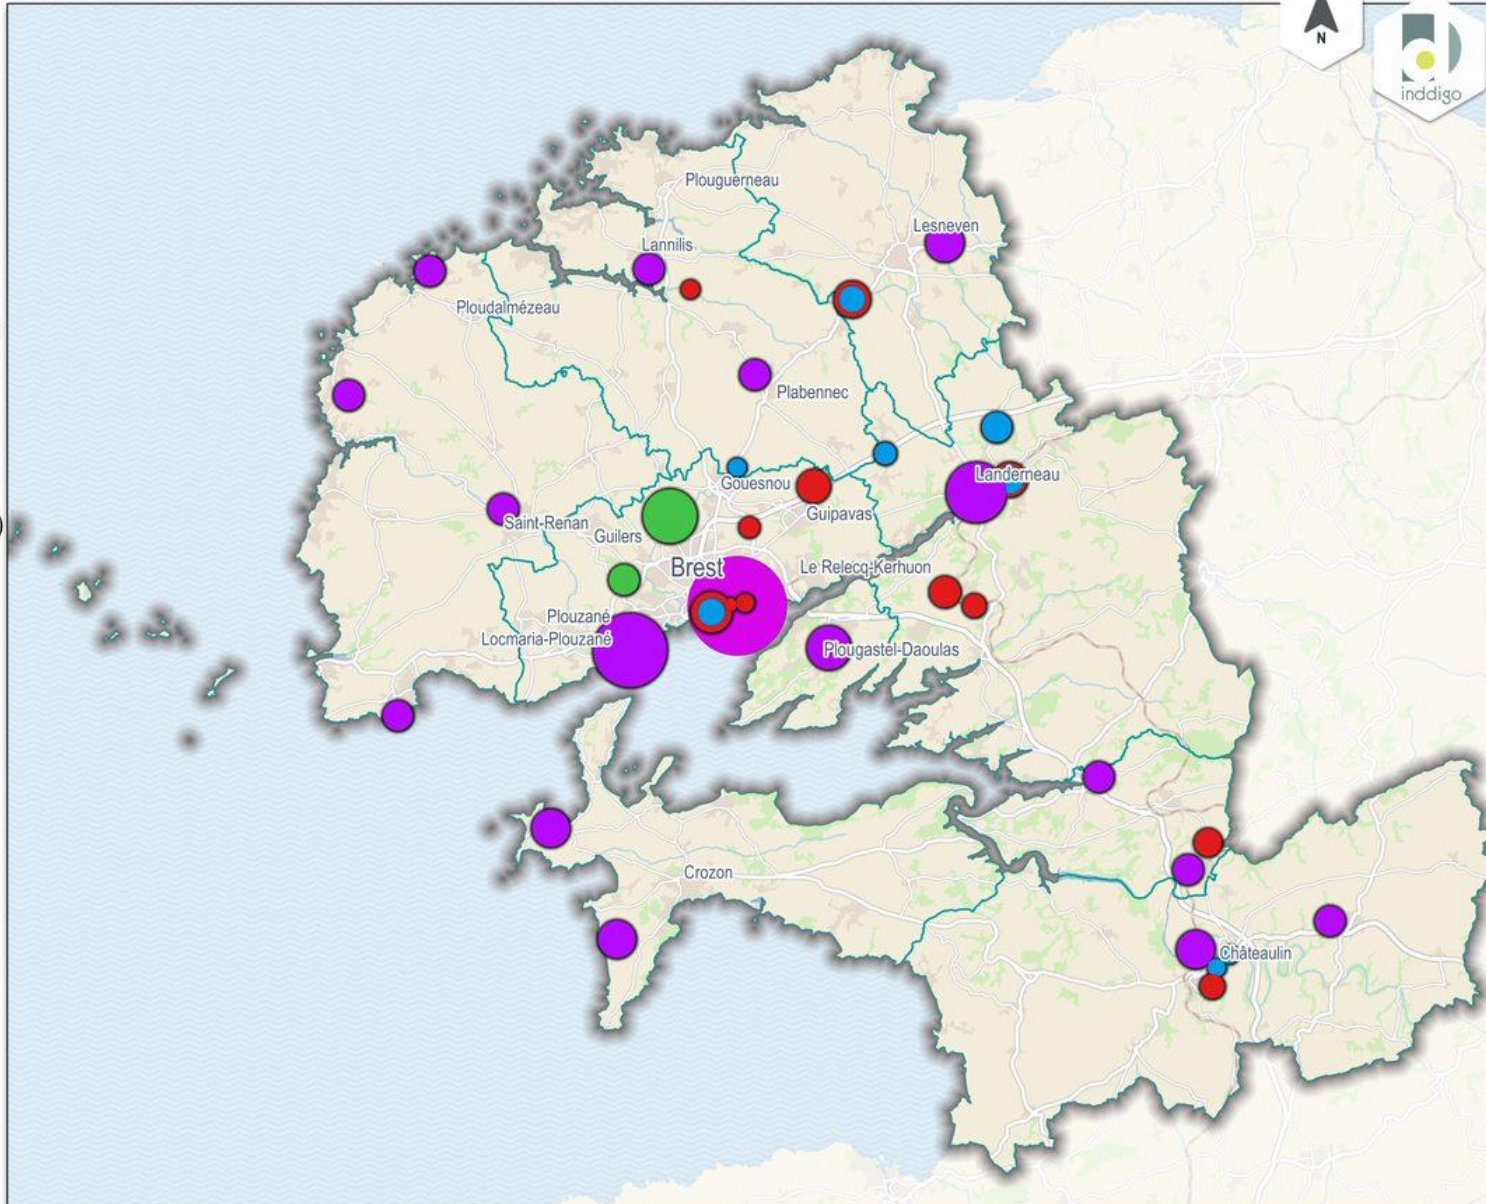 N
inddigo
Plouguerneau
Lesneven
Lannilis
Ploudalmézeau
Plabennec
Landerneau
Gouesnou
Guipavas
Saint-Renan
Guilers
Brest
Le Relecq-Kerhuon
Plouzané
Locmaria-Plouzané
Plougastel-Daoulas
Crozon
Châteaulin